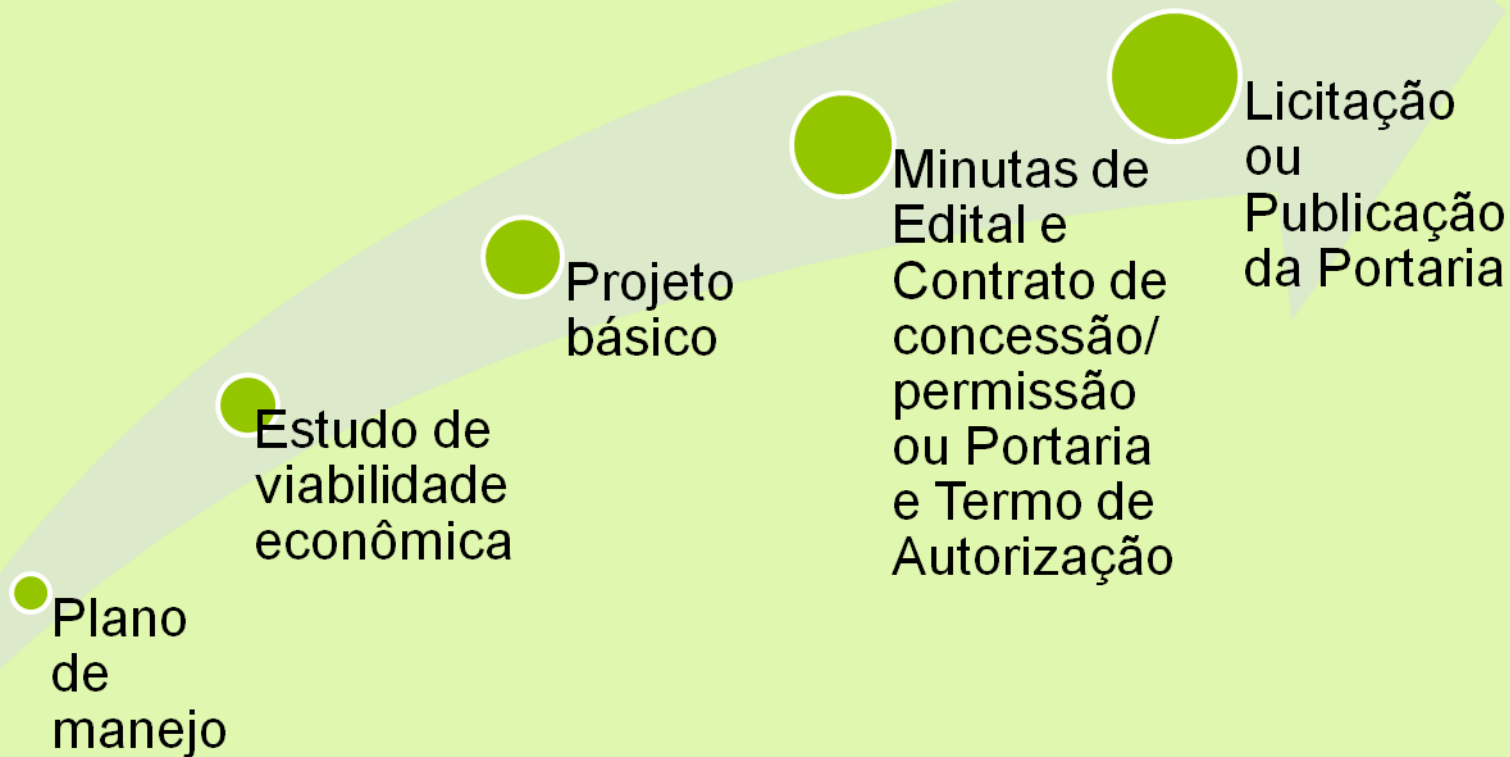 Plano
de
manejo
Estudo de
viabilidade
econômica
Projeto
básico
Minutas de
Edital e
Contrato de
concessão/
permissão
ou Portaria
e Termo de
Autorização
Licitação
ou
Publicação
da Portaria